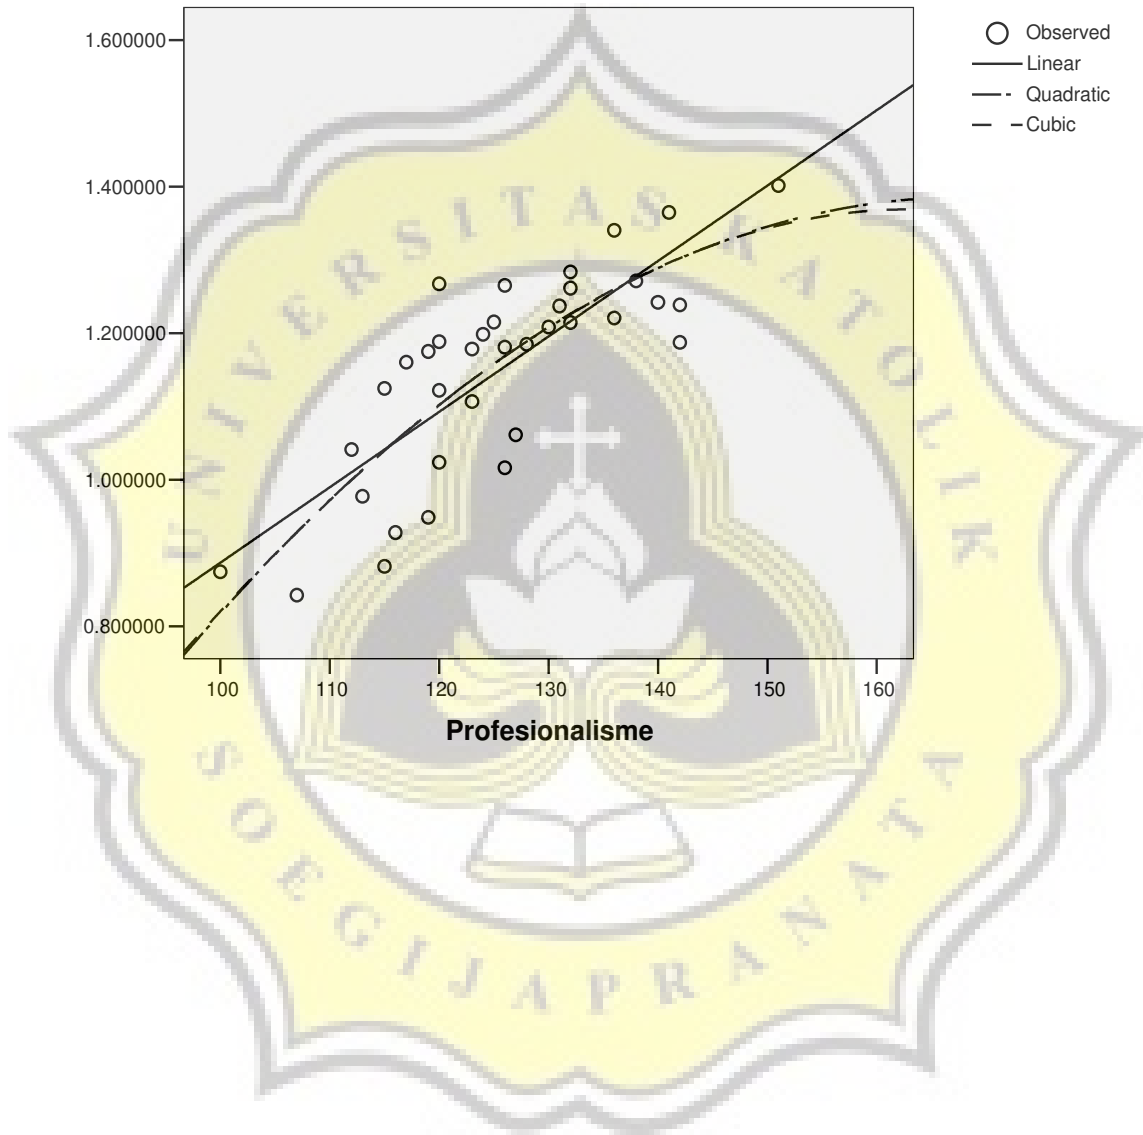 1.600000
1.400000
1.200000
1.000000
0.800000
100 110 120 130 140 150 160
Profesionalisme
Observed
Linear
Quadratic
Cubic
UNIVERSITAS KATOLIK
SOEGIJAPRANATA